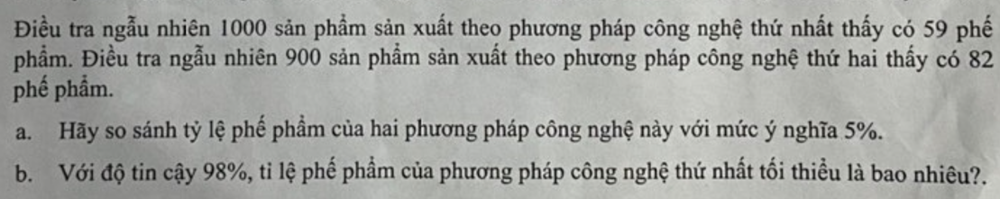 Điều tra ngẫu nhiên 1000 sản phẩm sản xuất theo phương pháp công nghệ thứ nhất thấy có 59 phế
phẩm. Điều tra ngẫu nhiên 900 sản phẩm sản xuất theo phương pháp công nghệ thứ hai thấy có 82
phế phẩm.
a. Hãy so sánh tỷ lệ phế phẩm của hai phương pháp công nghệ này với mức ý nghĩa 5%.
b. Với độ tin cậy 98%, tỉ lệ phế phẩm của phương pháp công nghệ thứ nhất tối thiểu là bao nhiêu?.